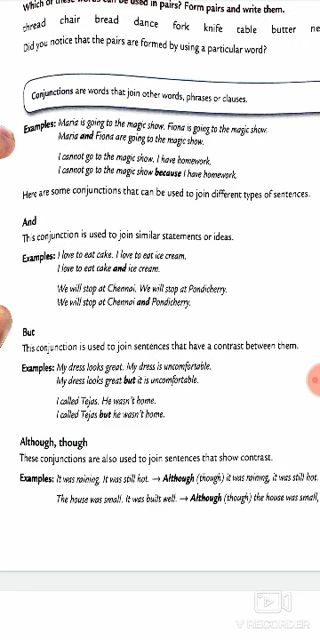 Which of these words can be used in pairs? Form pairs and write them.
thread chair bread dance fork knife table butter
Did you notice that the pairs are formed by using a particular word?
Conjunctions are words that join other words, phrases or clauses.
Examples: Maria is going to the magic show. Fiona is going to the magic show.
Maria and Fiona are going to the magic show.
I cannot go to the magic show. I have homework.
I cannot go to the magic show because I have homework.
Here are some conjunctions that can be used to join different types of sentences.
And
This conjunction is used to join similar statements or ideas.
Examples: I love to eat cake. I love to eat ice cream.
I love to eat cake and ice cream.
We will stop at Chennai. We will stop at Pondicherry.
We will stop at Chennai and Pondicherry.
But
This conjunction is used to join sentences that have a contrast between them.
Examples: My dress looks great. My dress is uncomfortable.
My dress looks great but it is uncomfortable.
I called Tejas. He wasn't home.
I called Tejas but he wasn't home.
Although, though
These conjunctions are also used to join sentences that show contrast.
Examples: It was raining. It was still hot. → Although (though) it was raining, it was still hot.
The house was small. It was built well. → Although (though) the house was small,
V RECORDER